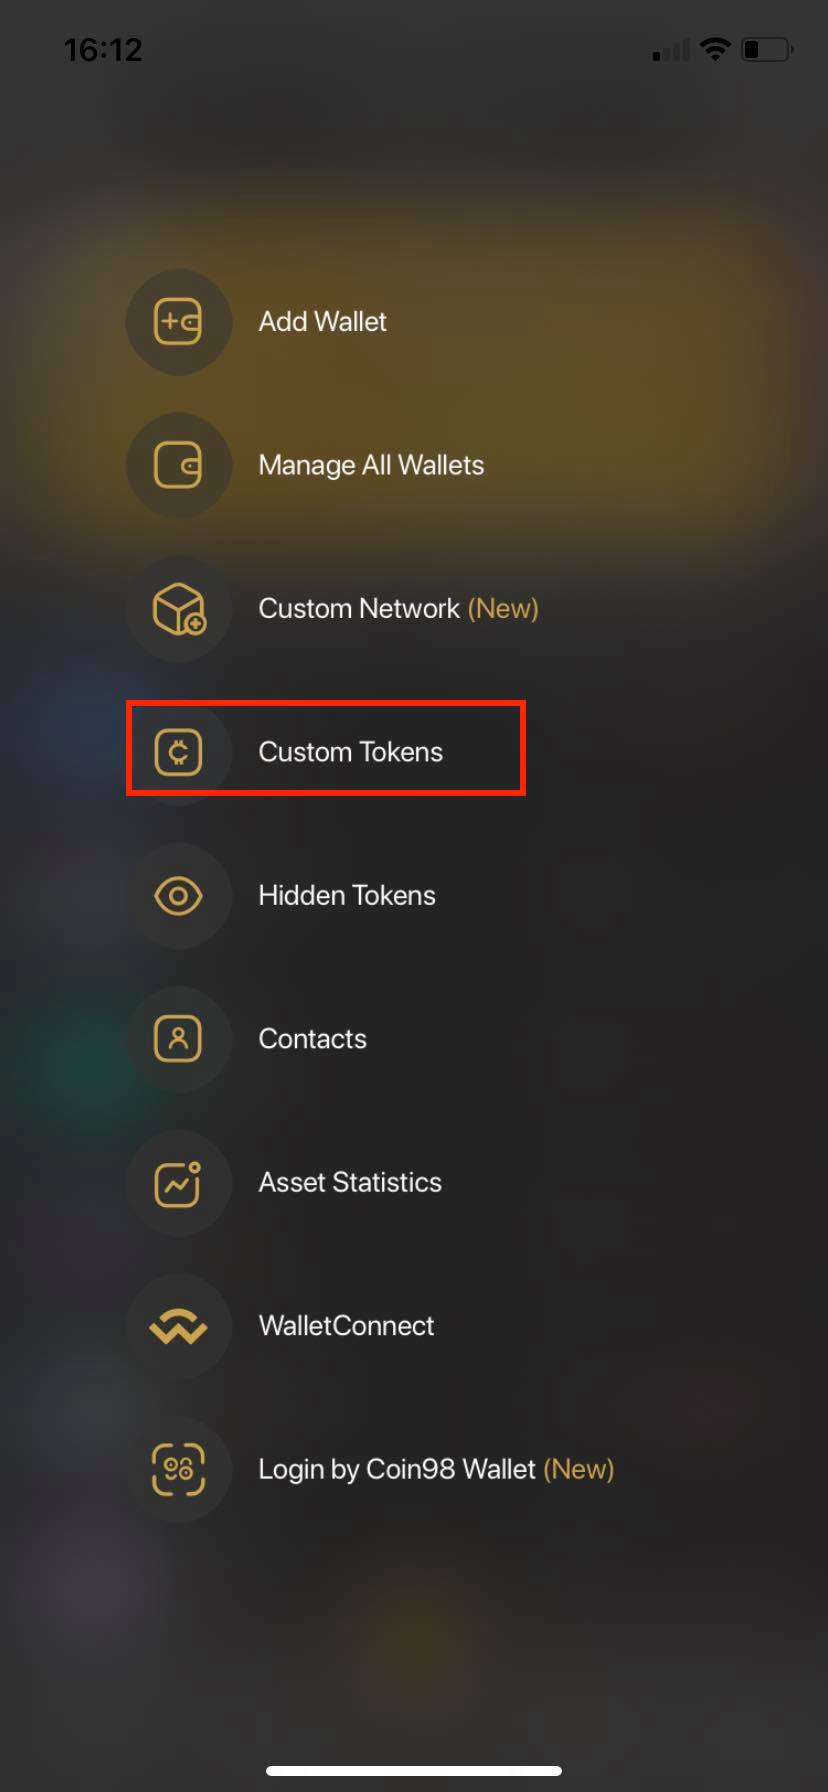 16:12
Add Wallet
Manage All Wallets
Custom Network (New)
Custom Tokens
Hidden Tokens
Contacts
Asset Statistics
WalletConnect
Login by Coin98 Wallet (New)